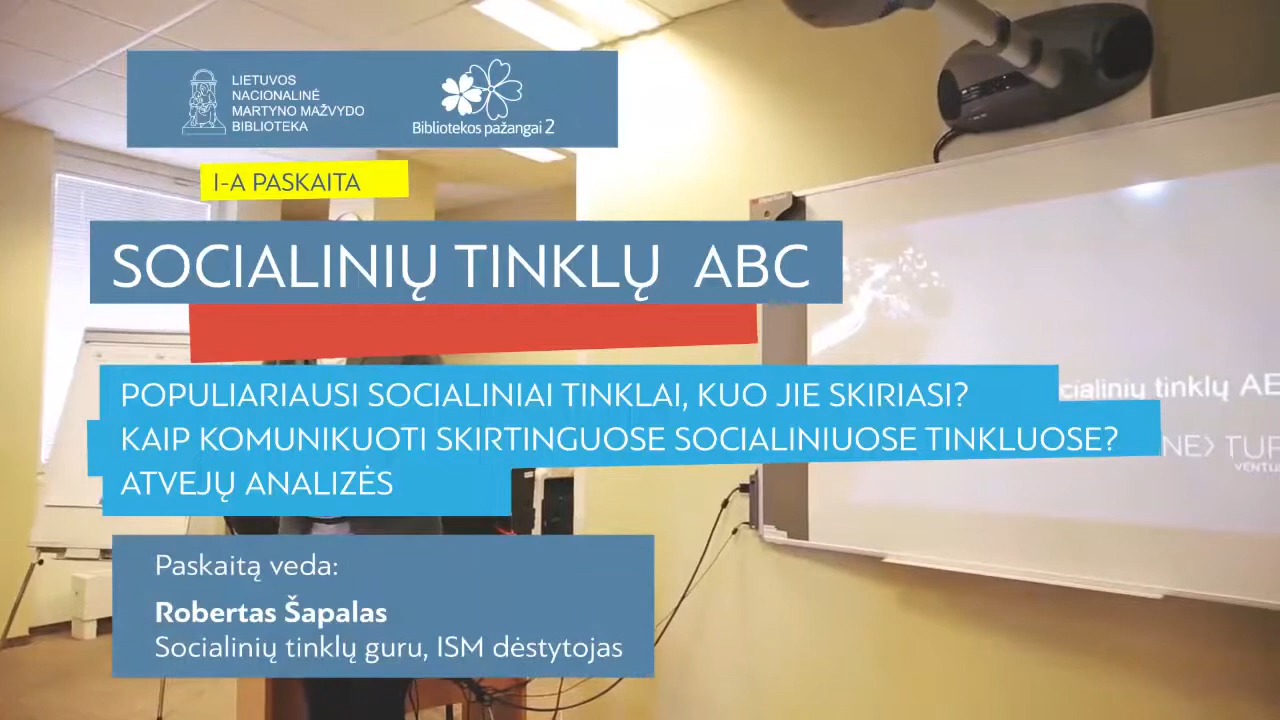 LIETUVOS
NACIONALINĖ
MARTYNO MAŽVYDO
BIBLIOTEKA
Bibliotekos pažangai 2
I-A PASKAITA
SOCIALINIŲ TINKLŲ ABC
POPULIARIAUSI SOCIALINIAI TINKLAI, KUO JIE SKIRIASI?
KAIP KOMUNIKUOTI SKIRTINGUOSE SOCIALINIUOSE TINKLUOSE?
ATVEJŲ ANALIZĖS
Paskaitą veda:
Robertas Šapalas
Socialinių tinklų guru, ISM dėstytojas
tinklų